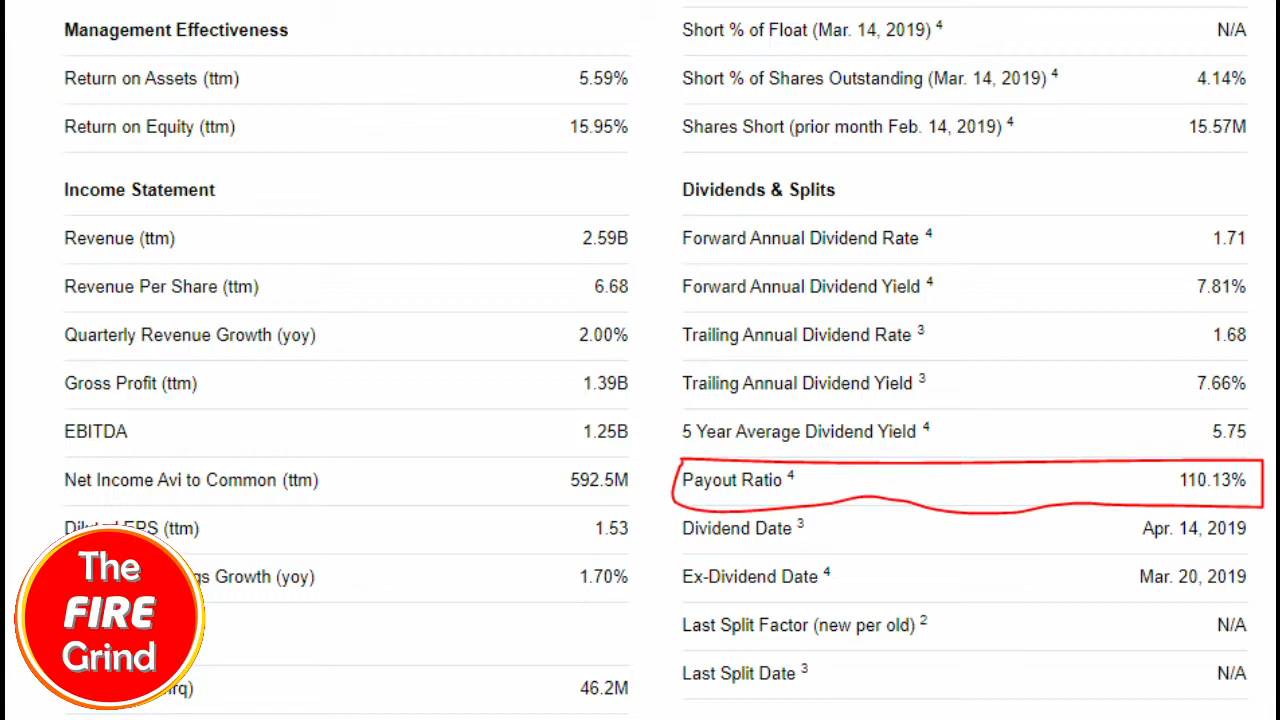 Management Effectiveness
Return on Assets (ttm) 5.59%
Return on Equity (ttm) 15.95%
Income Statement
Revenue (ttm) 2.59B
Revenue Per Share (ttm) 6.68
Quarterly Revenue Growth (yoy) 2.00%
Gross Profit (ttm) 1.39B
EBITDA 1.25B
Net Income Avi to Common (ttm) 592.5M
(ttm) 1.53
Growth (yoy) 1.70%
46.2M
Short % of Float (Mar. 14, 2019) 4 N/A
Short % of Shares Outstanding (Mar. 14, 2019) 4 4.14%
Shares Short (prior month Feb. 14, 2019) 4 15.57M
Dividends & Splits
Forward Annual Dividend Rate 4 1.71
Forward Annual Dividend Yield 4 7.81%
Trailing Annual Dividend Rate 3 1.68
Trailing Annual Dividend Yield 3 7.66%
5 Year Average Dividend Yield 4 5.75
Payout Ratio 4 110.13%
Dividend Date 3 Apr. 14, 2019
Ex-Dividend Date 4 Mar. 20, 2019
Last Split Factor (new per old) 2 N/A
Last Split Date 3 N/A
The
FIRE
Grind